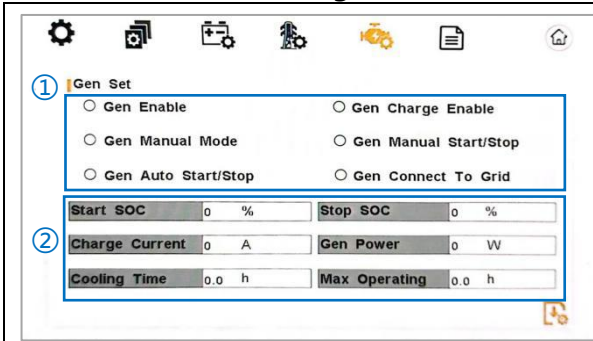 ① Gen Set
Gen Enable Gen Charge Enable
Gen Manual Mode Gen Manual Start/Stop
Gen Auto Start/Stop Gen Connect To Grid
Start SOC 0 % Stop SOC 0 %
② Charge Current 0 A Gen Power 0 W
Cooling Time 0.0 h Max Operating 0.0 h